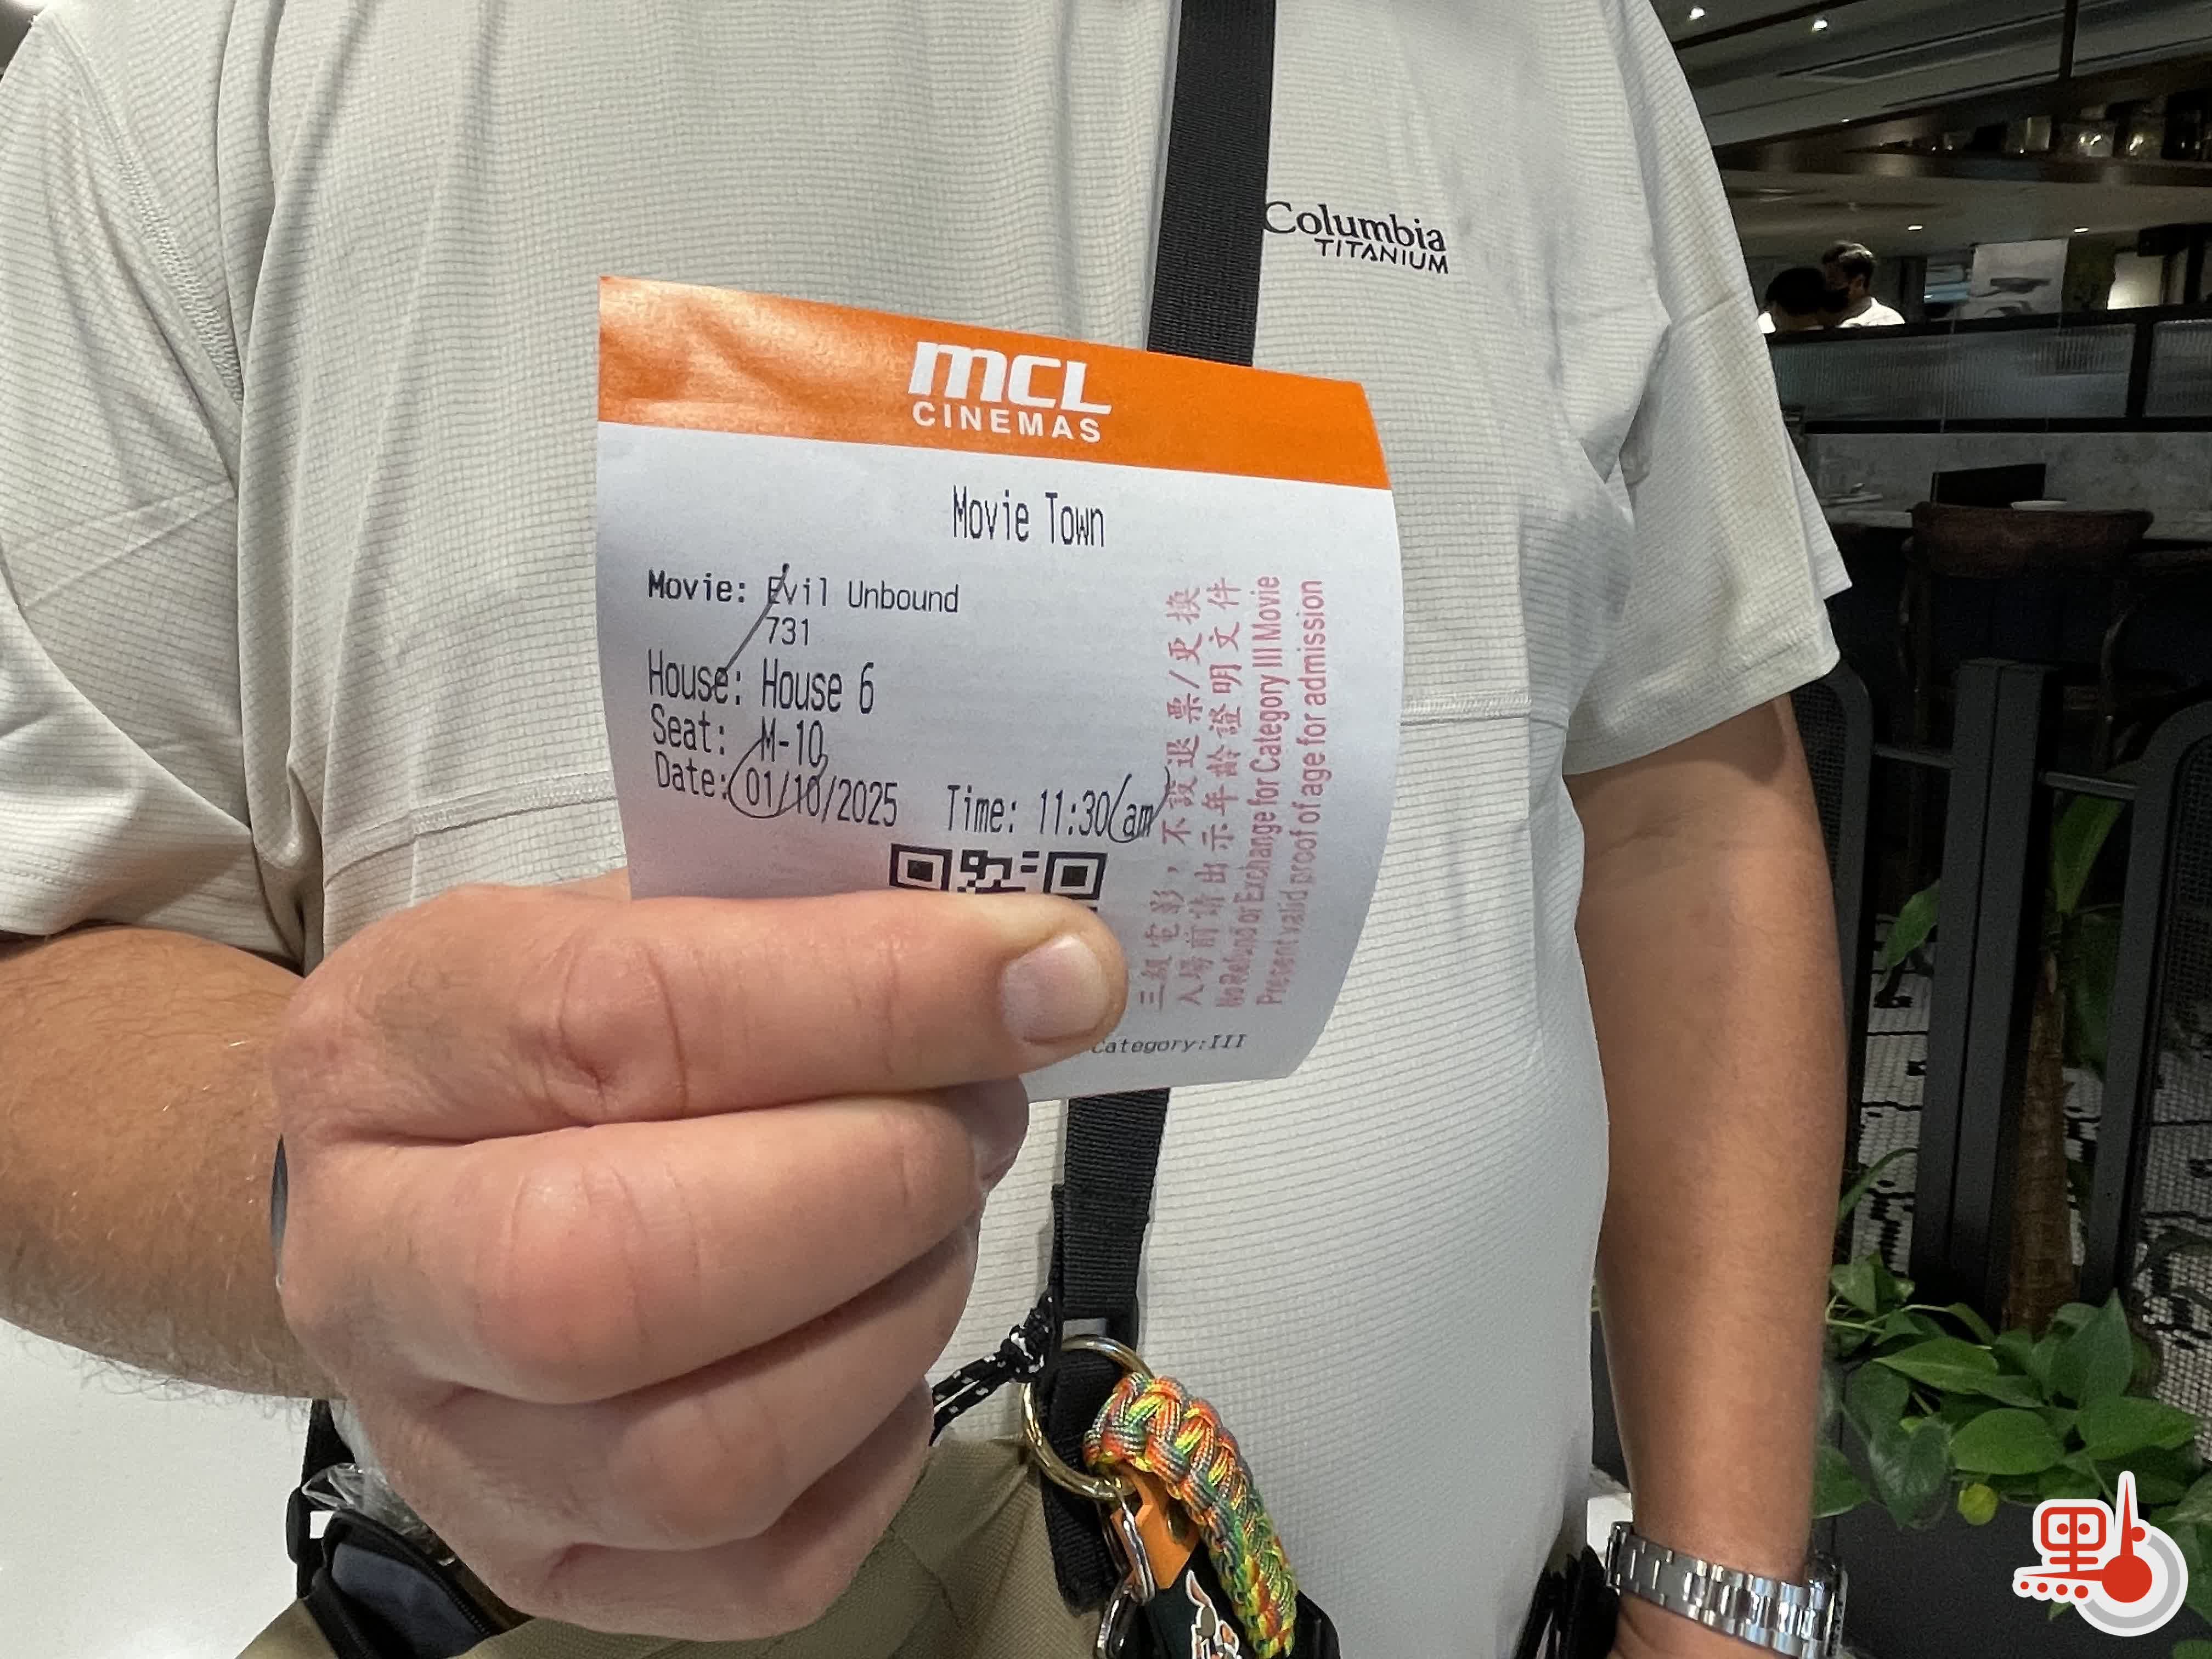 Columbia
TITANIUM
MCL
CINEMAS
Movie Town
Movie: Evil Unbound
731
House: House 6
Seat: M-10
Date: 01/10/2025 Time: 11:30 am
三級電影，不設退票/更換
入場前請出示年齡證明文件
No Refund or Exchange for Category III Movie
Present valid proof of age for admission
Category:III
點